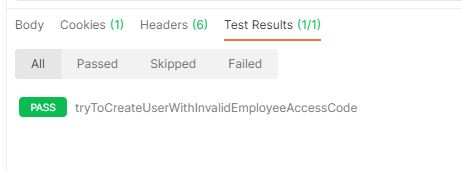 Body Cookies (1) Headers (6) Test Results (1/1)
All Passed Skipped Failed
PASS tryToCreateUserWithInvalidEmployeeAccessCode